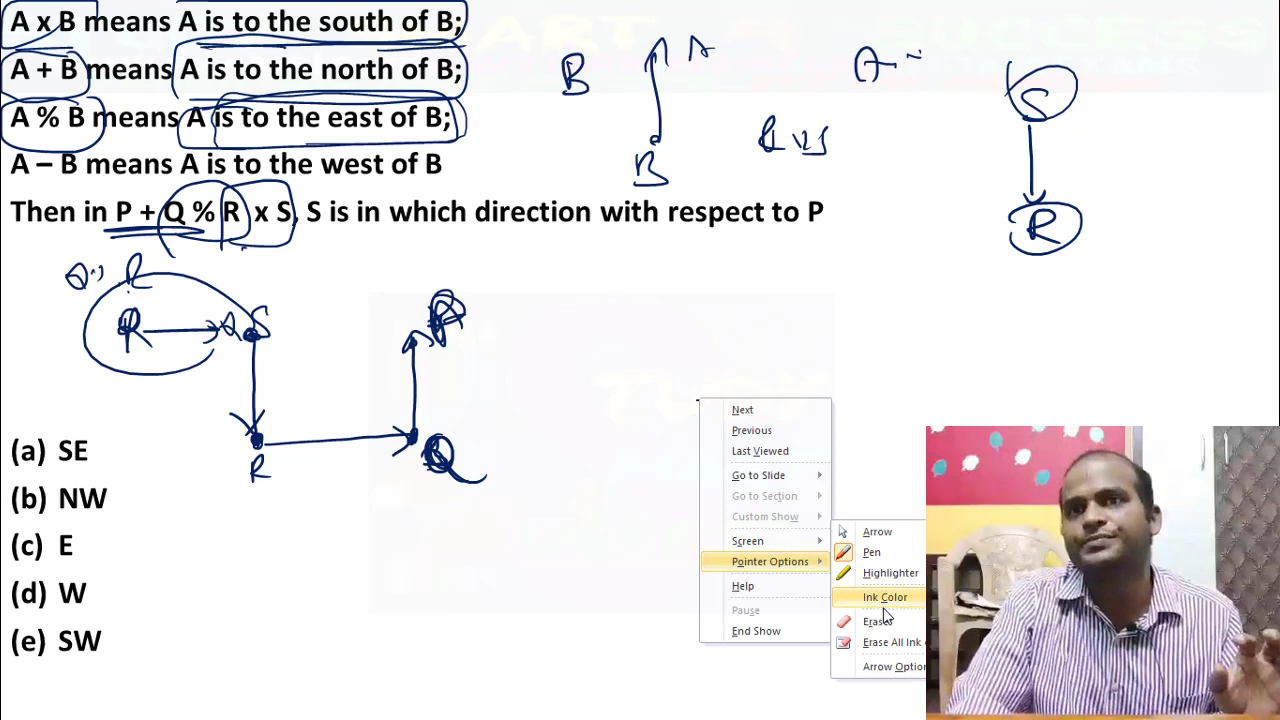 A x B means A is to the south of B;
A + B means A is to the north of B;
A % B means A is to the east of B;
A – B means A is to the west of B
Then in P + Q % R x S, S is in which direction with respect to P
B
A
B
A
S
R
R
R
S
R
Q
(a) SE
(b) NW
(c) E
(d) W
(e) SW
Next
Previous
Last Viewed
Go to Slide
Go to Section
Custom Show
Screen
Pointer Options
Help
Pause
End Show
Arrow
Pen
Highlighter
Ink Color
Erase All Ink